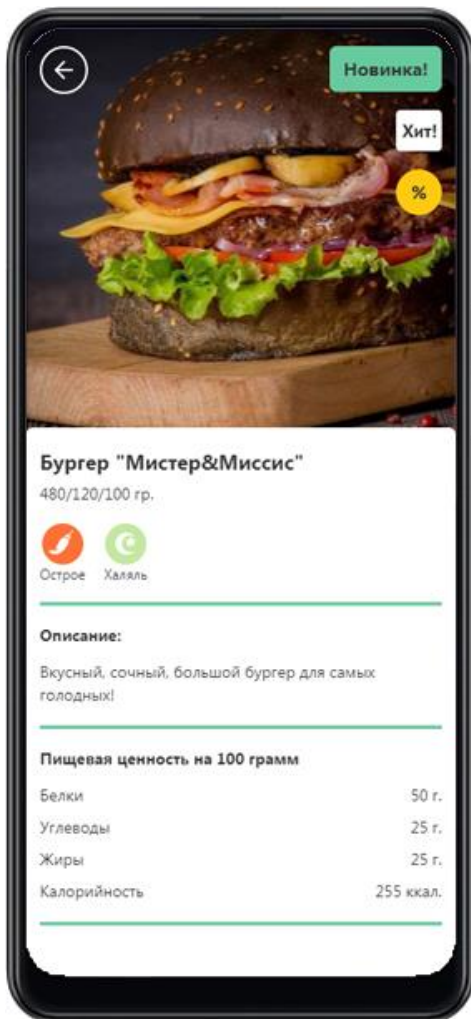 Новинка!
Хит!
%
Бургер "Мистер&Миссис"
480/120/100 гр.
Острое Халяль
Описание:
Вкусный, сочный, большой бургер для самых
голодных!
Пищевая ценность на 100 грамм
Белки 50 г.
Углеводы 25 г.
Жиры 25 г.
Калорийность 255 ккал.